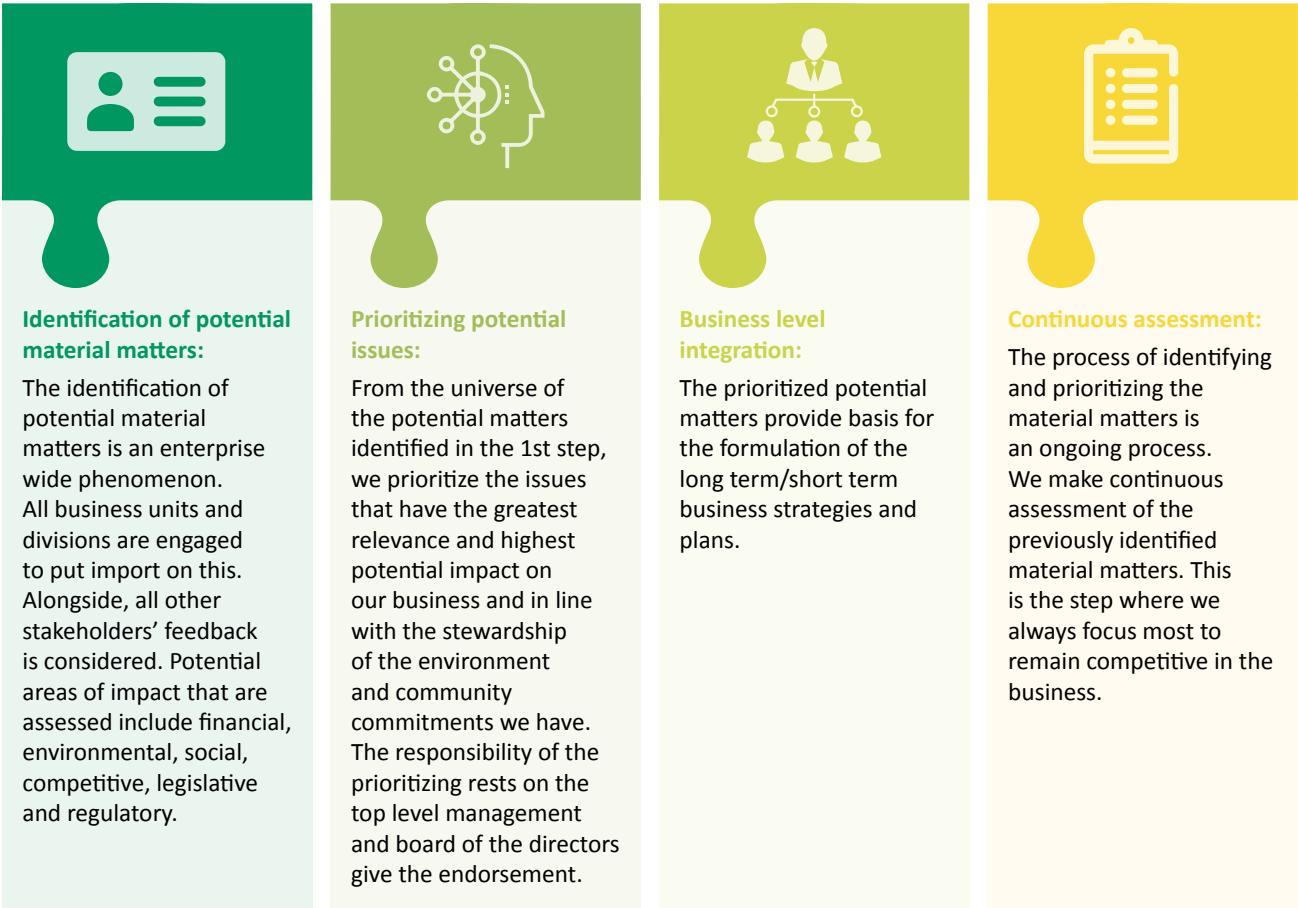 Identification of potential
material matters:
The identification of
potential material
matters is an enterprise
wide phenomenon.
All business units and
divisions are engaged
to put import on this.
Alongside, all other
stakeholders’ feedback
is considered. Potential
areas of impact that are
assessed include financial,
environmental, social,
competitive, legislative
and regulatory.
Prioritizing potential
issues:
From the universe of
the potential matters
identified in the 1st step,
we prioritize the issues
that have the greatest
relevance and highest
potential impact on
our business and in line
with the stewardship
of the environment
and community
commitments we have.
The responsibility of the
prioritizing rests on the
top level management
and board of the directors
give the endorsement.
Business level
integration:
The prioritized potential
matters provide basis for
the formulation of the
long term/short term
business strategies and
plans.
Continuous assessment:
The process of identifying
and prioritizing the
material matters is
an ongoing process.
We make continuous
assessment of the
previously identified
material matters. This
is the step where we
always focus most to
remain competitive in the
business.